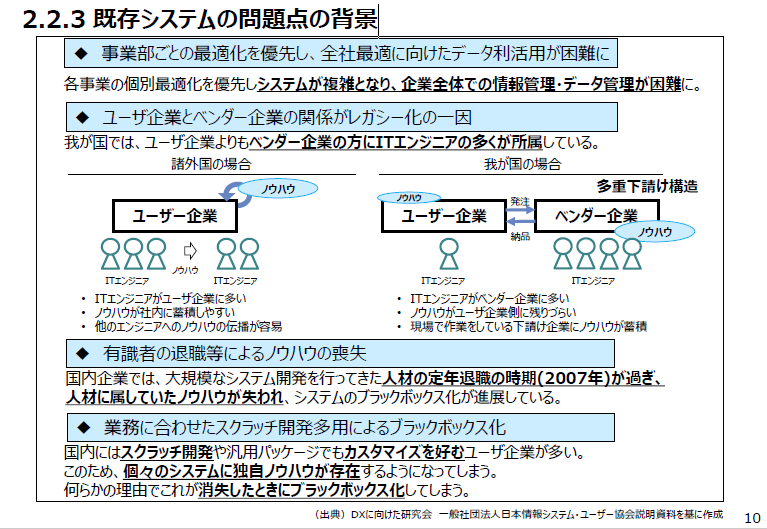 2.2.3 既存システムの問題点の背景
◆ 事業部ごとの最適化を優先し、全社最適に向けたデータ利活用が困難に
各事業の個別最適化を優先しシステムが複雑となり、企業全体での情報管理・データ管理が困難に。
◆ ユーザ企業とベンダー企業の関係がレガシー化の一因
我が国では、ユーザ企業よりもベンダー企業の方にITエンジニアの多くが所属している。
諸外国の場合
ノウハウ
ユーザー企業
ノウハウ
ITエンジニア
ITエンジニア
• ITエンジニアがユーザ企業に多い
• ノウハウが社内に蓄積しやすい
• 他のエンジニアへのノウハウの伝播が容易
我が国の場合
多重下請け構造
ノウハウ
ユーザー企業
発注
納品
ベンダー企業
ノウハウ
ITエンジニア
ITエンジニア
• ITエンジニアがベンダー企業に多い
• ノウハウがユーザ企業側に残りづらい
• 現場で作業をしている下請け企業にノウハウが蓄積
◆ 有識者の退職等によるノウハウの喪失
国内企業では、大規模なシステム開発を行ってきた人材の定年退職の時期(2007年)が過ぎ、
人材に属していたノウハウが失われ、システムのブラックボックス化が進展している。
◆ 業務に合わせたスクラッチ開発多用によるブラックボックス化
国内にはスクラッチ開発や汎用パッケージでもカスタマイズを好むユーザ企業が多い。
このため、個々のシステムに独自ノウハウが存在するようになってしまう。
何らかの理由でこれが消失したときにブラックボックス化してしまう。
（出典）DXに向けた研究会 一般社団法人日本情報システム・ユーザー協会説明資料を基に作成
10